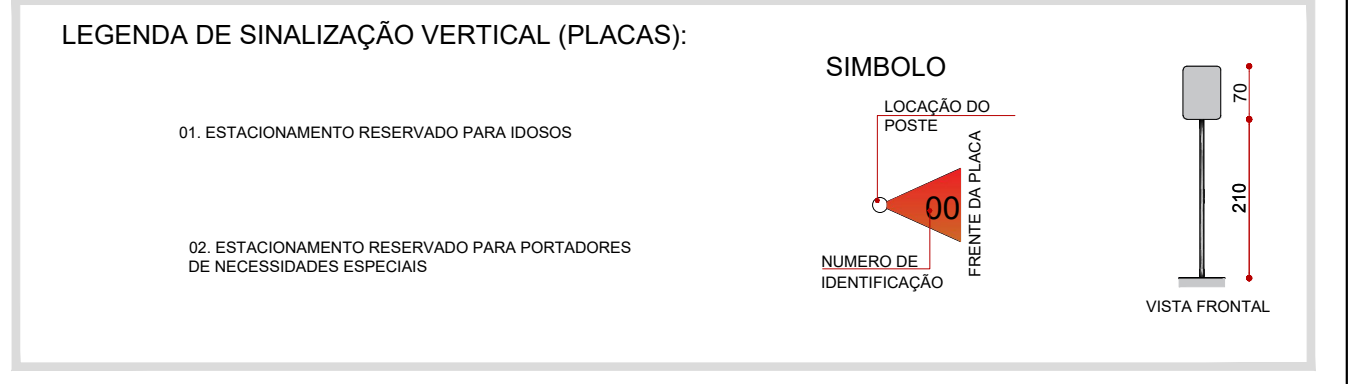 LEGENDA DE SINALIZAÇÃO VERTICAL (PLACAS):
01. ESTACIONAMENTO RESERVADO PARA IDOSOS
02. ESTACIONAMENTO RESERVADO PARA PORTADORES
DE NECESSIDADES ESPECIAIS
SIMBOLO
LOCAÇÃO DO
POSTE
00
FRENTE DA PLACA
NUMERO DE
IDENTIFICAÇÃO
70
210
VISTA FRONTAL